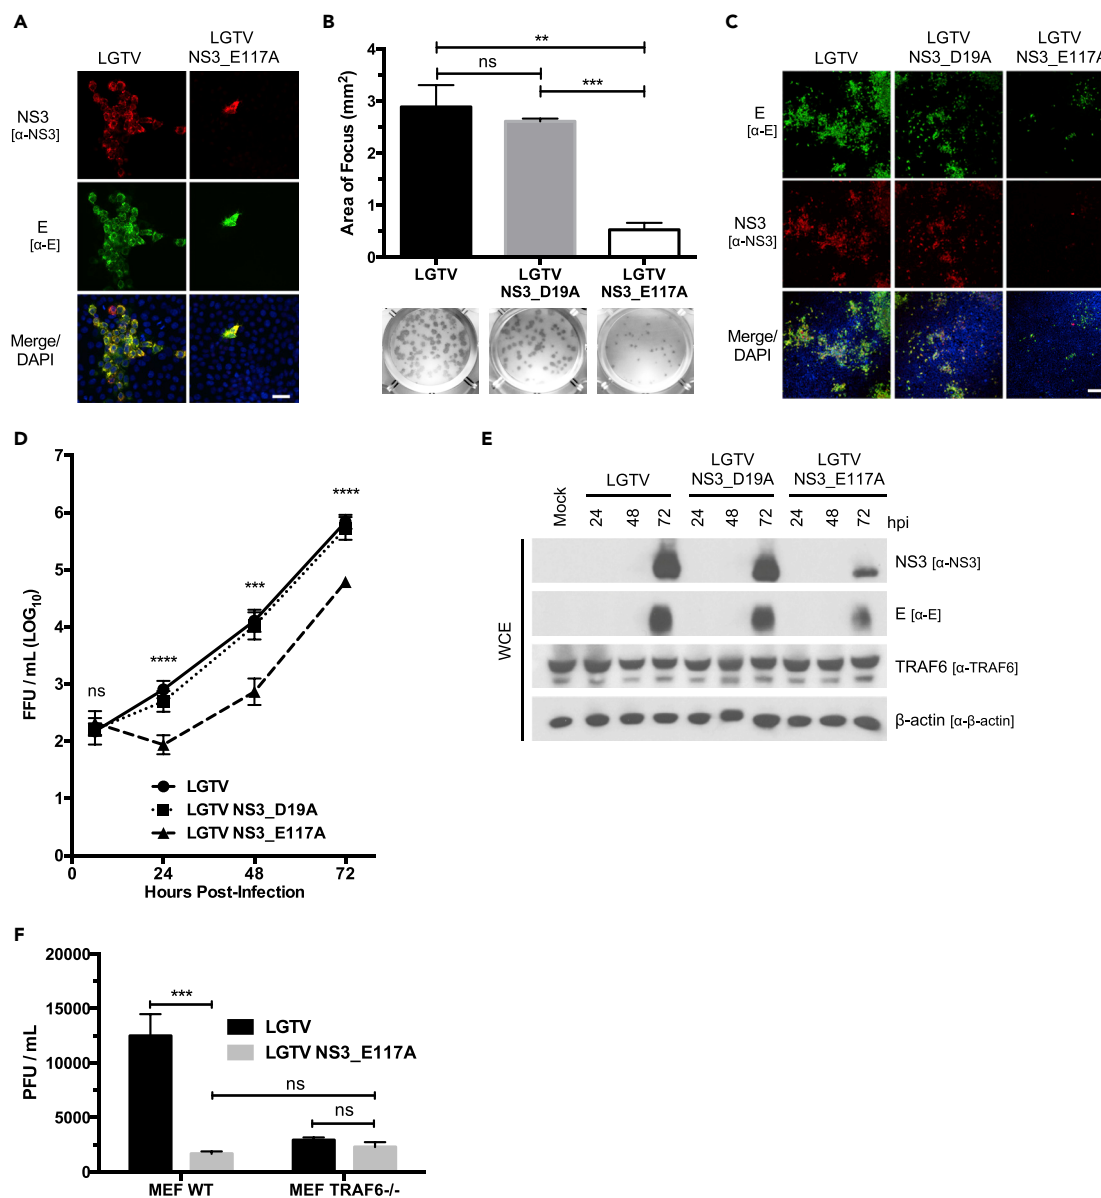 A
LGTV
LGTV
NS3_E117A
NS3
[α-NS3]
E
[α-E]
Merge/
DAPI
B
**
ns
***
Area of Focus (mm²)
4
3
2
1
0
LGTV
LGTV
NS3_D19A
LGTV
NS3_E117A
C
LGTV
LGTV
NS3_D19A
LGTV
NS3_E117A
E
[α-E]
NS3
[α-NS3]
Merge/
DAPI
D
FFU / mL (LOG₁₀)
7
6
5
4
3
2
1
0
ns
****
***
****
LGTV
LGTV NS3_D19A
LGTV NS3_E117A
0
24
48
72
Hours Post-Infection
E
LGTV
LGTV
NS3_D19A
LGTV
NS3_E117A
Mock
24
48
72
24
48
72
24
48
72
hpi
WCE
NS3 [α-NS3]
E [α-E]
TRAF6 [α-TRAF6]
β-actin [α-β-actin]
F
PFU / mL
20000
15000
10000
5000
0
***
LGTV
LGTV NS3_E117A
ns
ns
MEF WT
MEF TRAF6-/-